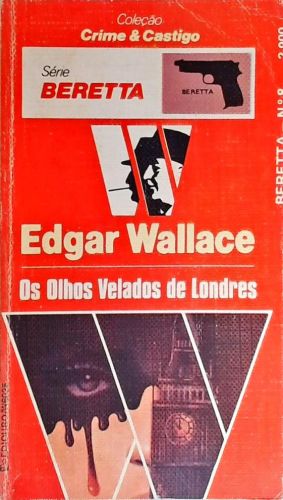 Coleção
Crime & Castigo
Série
BERETTA
BERETTA
W
Edgar Wallace
Os Olhos Velados de Londres
W
BERETTA Nº 8